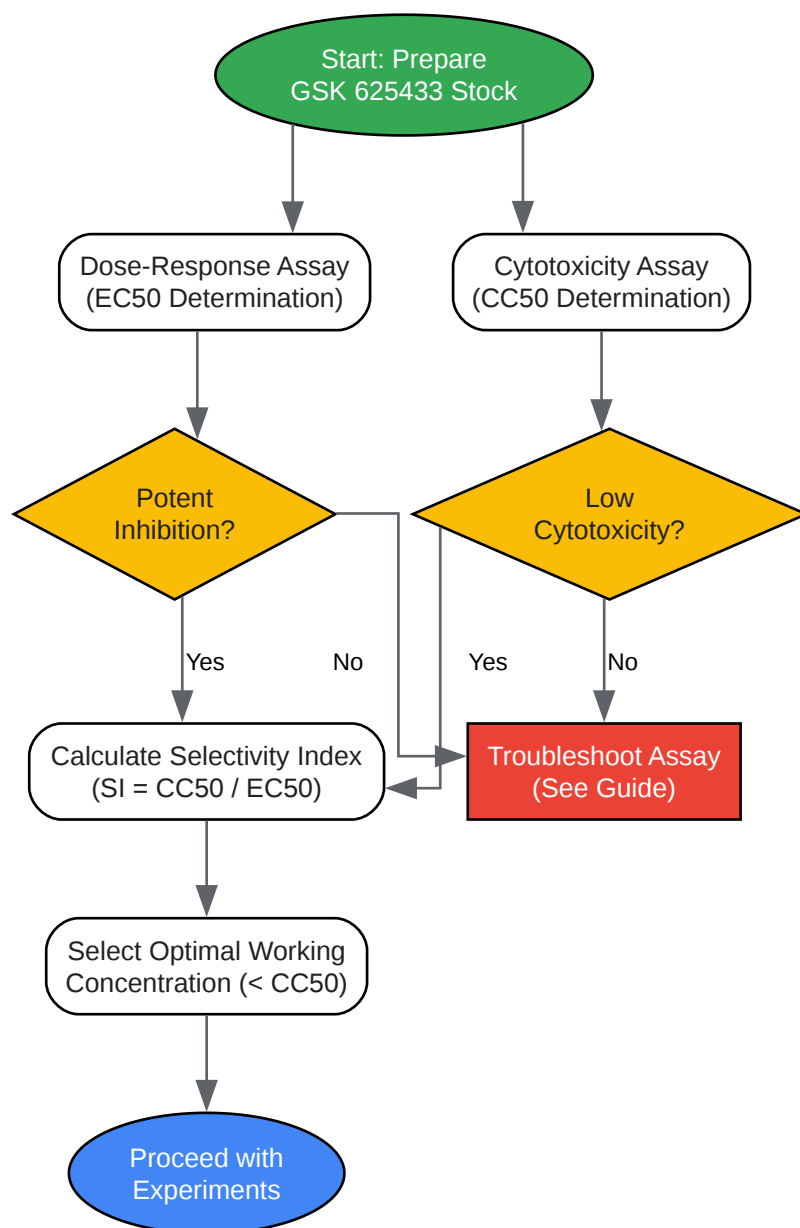 Start: Prepare
GSK 625433 Stock
Dose-Response Assay
(EC50 Determination)
Cytotoxicity Assay
(CC50 Determination)
Potent
Inhibition?
Low
Cytotoxicity?
Yes
No
Yes
No
Calculate Selectivity Index
(SI = CC50 / EC50)
Troubleshoot Assay
(See Guide)
Select Optimal Working
Concentration (< CC50)
Proceed with
Experiments